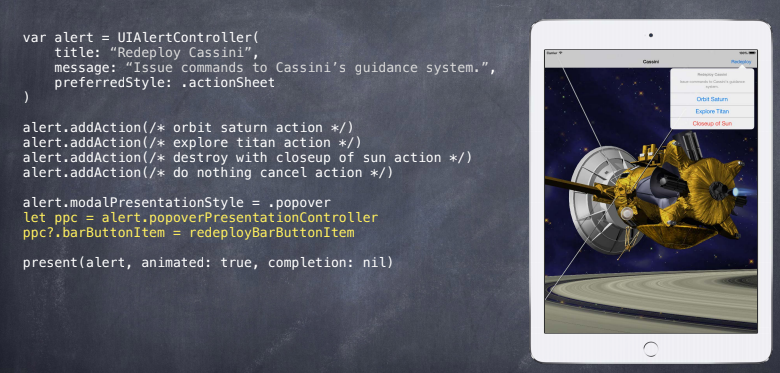 var alert = UIAlertController(
title: “Redeploy Cassini”,
message: “Issue commands to Cassini’s guidance system.”,
preferredStyle: .actionSheet
)
alert.addAction(/* orbit saturn action */)
alert.addAction(/* explore titan action */)
alert.addAction(/* destroy with closeup of sun action */)
alert.addAction(/* do nothing cancel action */)
alert.modalPresentationStyle = .popover
let ppc = alert.popoverPresentationController
ppc?.barButtonItem = redeployBarButtonItem
present(alert, animated: true, completion: nil)
Carrier 100%
Cassini Redeploy
Redeploy Cassini
Issue commands to Cassini's guidance
system.
Orbit Saturn
Explore Titan
Closeup of Sun